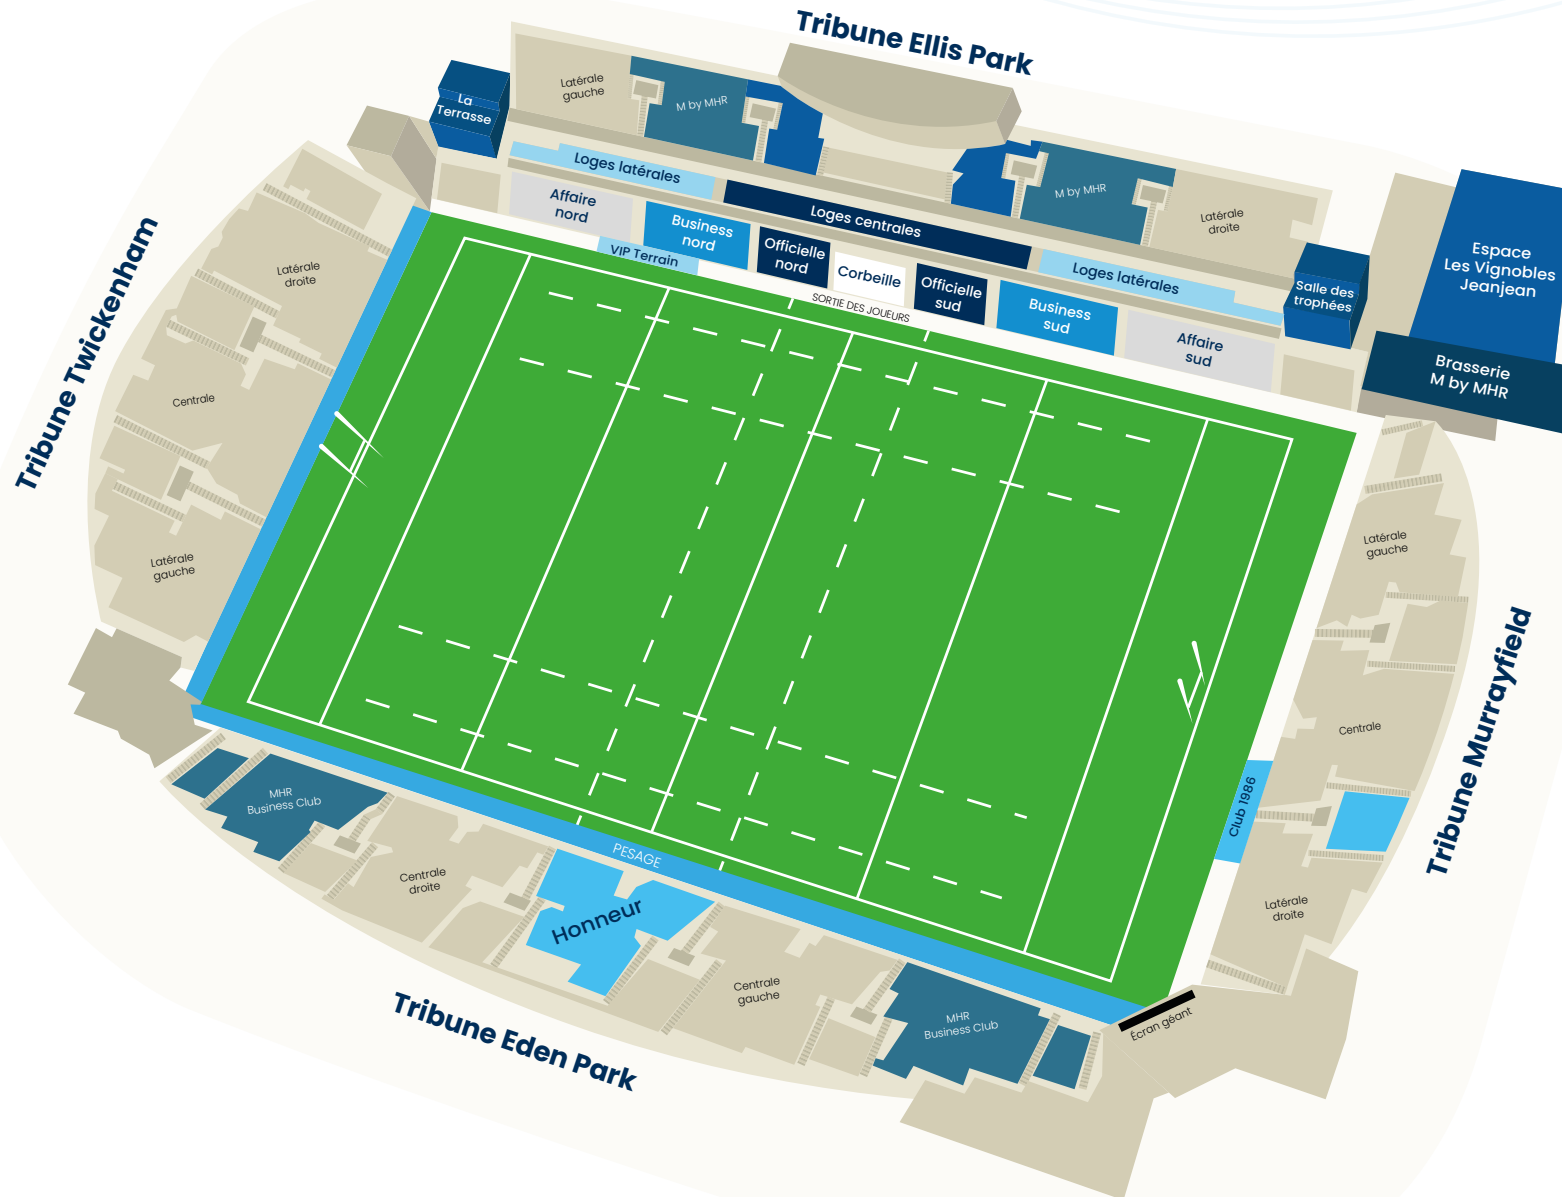 Tribune Ellis Park
La
Terrasse
Latérale
gauche
M by MHR
M by MHR
Latérale
droite
Loges latérales
Loges centrales
Loges latérales
Affaire
nord
Business
nord
VIP Terrain
Officielle
nord
Corbeille
Officielle
sud
Business
sud
Affaire
sud
SORTIE DES JOUEURS
Salle des
trophées
Espace
Les Vignobles
Jeanjean
Brasserie
M by MHR
Tribune Twickenham
Latérale
droite
Centrale
Latérale
gauche
Tribune Murrayfield
Latérale
gauche
Centrale
Club 1986
Latérale
droite
Écran géant
PESAGE
MHR
Business Club
Centrale
droite
Honneur
Centrale
gauche
MHR
Business Club
Tribune Eden Park